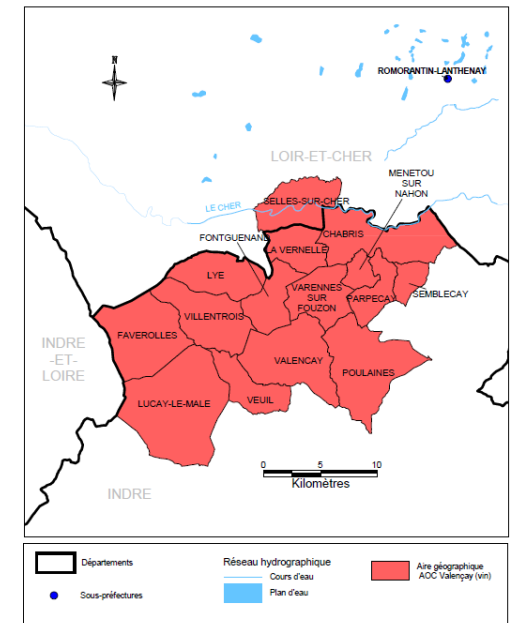 N
ROMORANTIN-LANTHENAY
LOIR-ET-CHER
MENETOU
SUR
NAHON
LE CHER
SELLES-SUR-CHER
FONTGUENAND
CHABRIS
LA VERNELLE
LYE
VARENNES
SUR
FOUZON
PARPECAY
SEMBLECAY
VILLENTROIS
FAVEROLLES
INDRE
-ET-
LOIRE
VALENCAY
POULAINES
LUCAY-LE-MALE
VEUIL
0 5 10
Kilomètres
INDRE
Départements
Sous-préfectures
Réseau hydrographique
Cours d'eau
Plan d'eau
Aire géographique
AOC Valençay (vin)